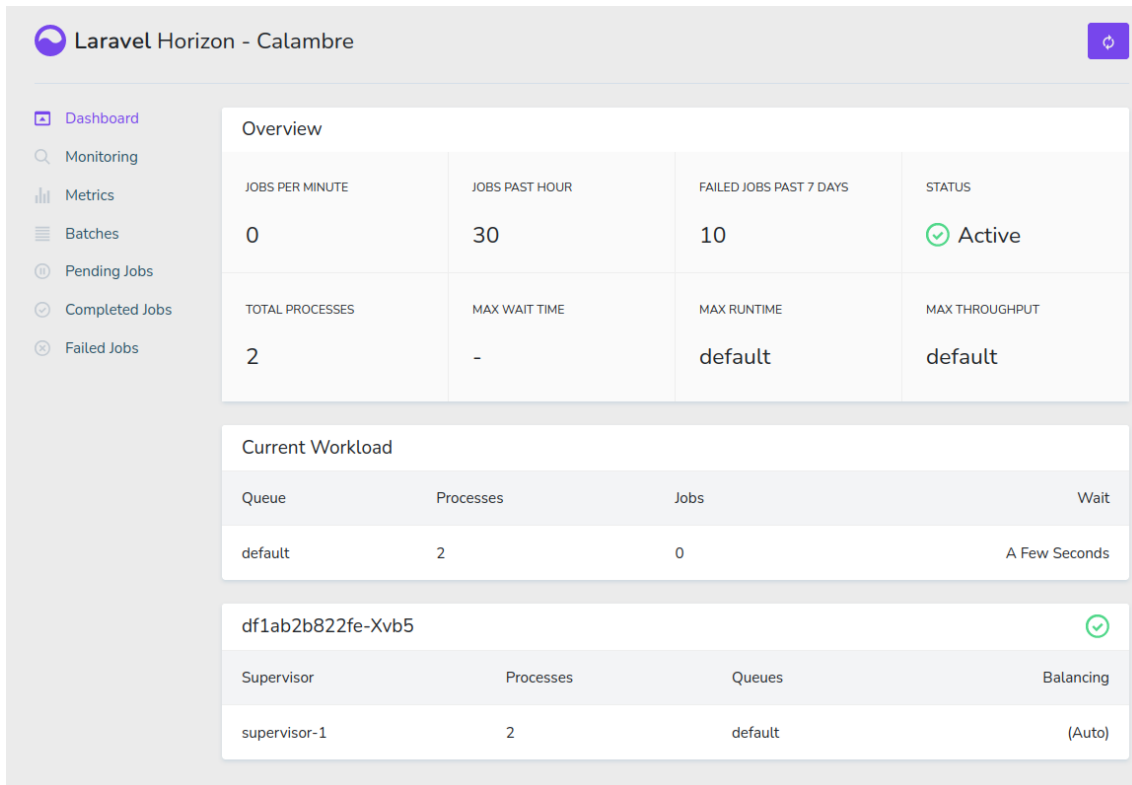 Laravel Horizon - Calambre
Dashboard
Monitoring
Metrics
Batches
Pending Jobs
Completed Jobs
Failed Jobs
Overview
JOBS PER MINUTE JOBS PAST HOUR FAILED JOBS PAST 7 DAYS STATUS
0 30 10 Active
TOTAL PROCESSES MAX WAIT TIME MAX RUNTIME MAX THROUGHPUT
2 - default default
Current Workload
Queue Processes Jobs Wait
default 2 0 A Few Seconds
df1ab2b822fe-Xvb5
Supervisor Processes Queues Balancing
supervisor-1 2 default (Auto)